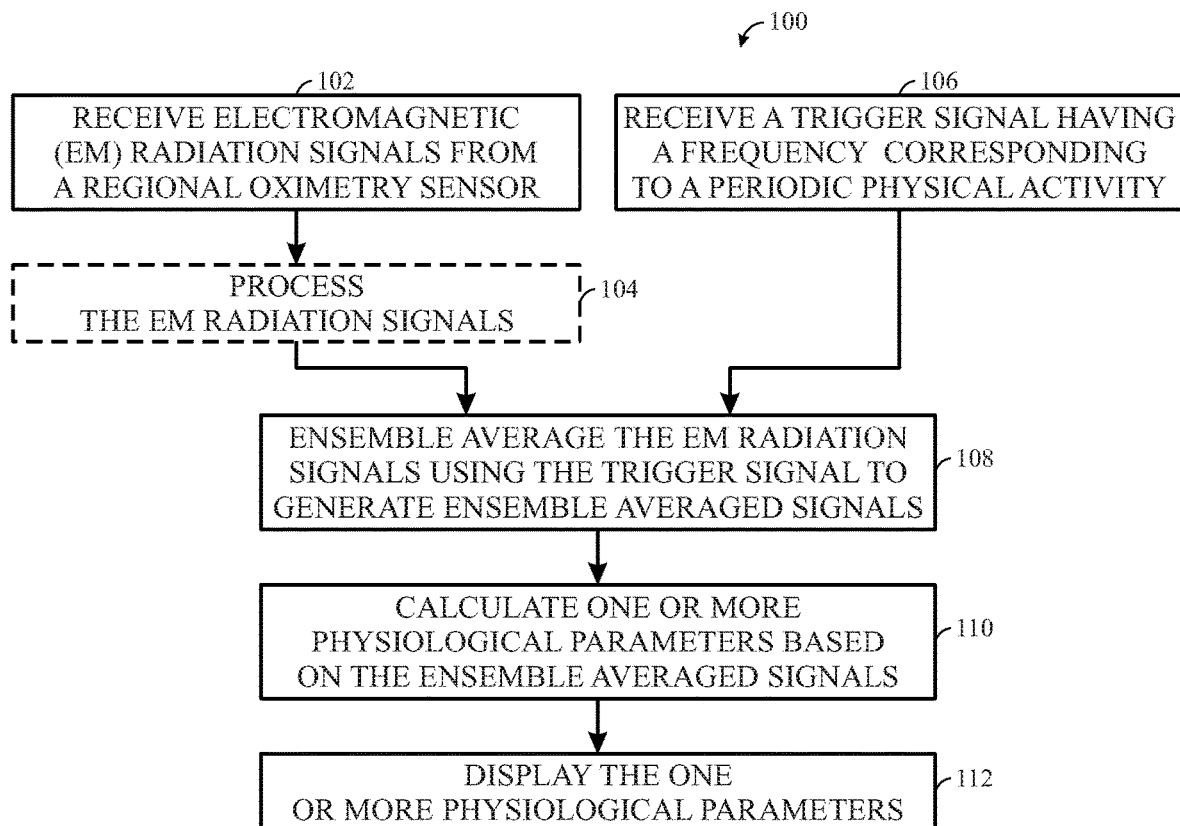 100
102
RECEIVE ELECTROMAGNETIC
(EM) RADIATION SIGNALS FROM
A REGIONAL OXIMETRY SENSOR
106
RECEIVE A TRIGGER SIGNAL HAVING
A FREQUENCY CORRESPONDING
TO A PERIODIC PHYSICAL ACTIVITY
PROCESS
THE EM RADIATION SIGNALS
104
ENSEMBLE AVERAGE THE EM RADIATION
SIGNALS USING THE TRIGGER SIGNAL TO
GENERATE ENSEMBLE AVERAGED SIGNALS
108
CALCULATE ONE OR MORE
PHYSIOLOGICAL PARAMETERS BASED
ON THE ENSEMBLE AVERAGED SIGNALS
110
DISPLAY THE ONE
OR MORE PHYSIOLOGICAL PARAMETERS
112